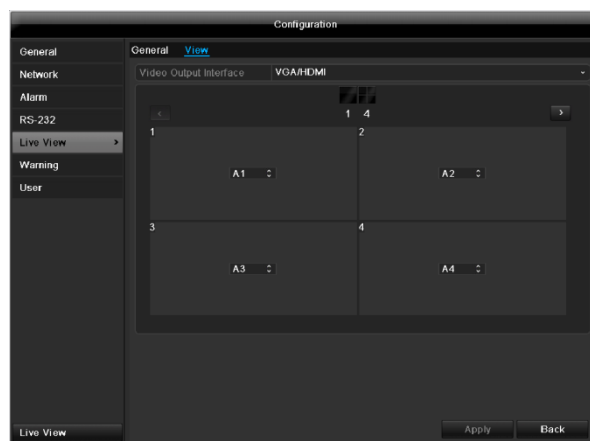 Configuration
General
Network
Alarm
RS-232
Live View
Warning
User
General View
Video Output Interface VGA/HDMI
1 4
1
A1
2
A2
3
A3
4
A4
Live View
Apply Back